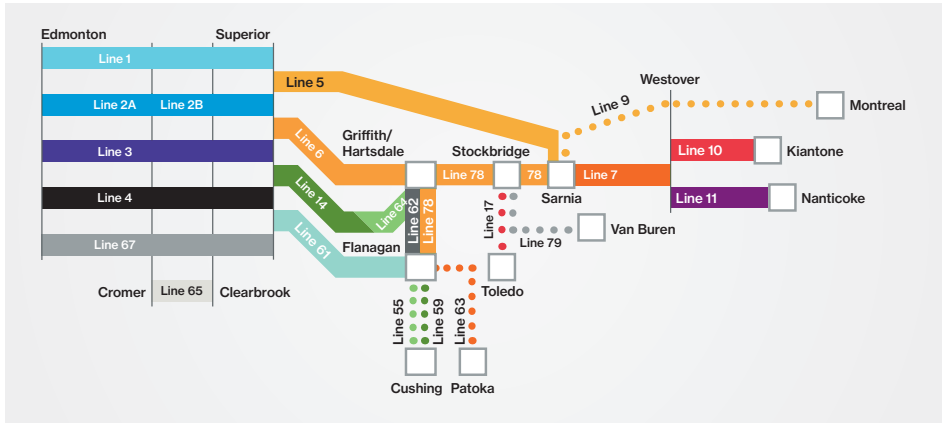 Edmonton
Superior
Line 1
Line 5
Westover
Line 2A
Line 2B
Line 9
Montreal
Line 6
Griffith/
Hartsdale
Stockbridge
Line 3
Line 10
Kiantone
Line 78
78
Line 7
Sarnia
Line 14
Line 64
Line 4
Line 62
Line 78
Line 17
Line 11
Nanticoke
Van Buren
Line 61
Flanagan
Line 79
Line 67
Toledo
Cromer
Line 65
Clearbrook
Line 55
Line 59
Line 63
Cushing
Patoka